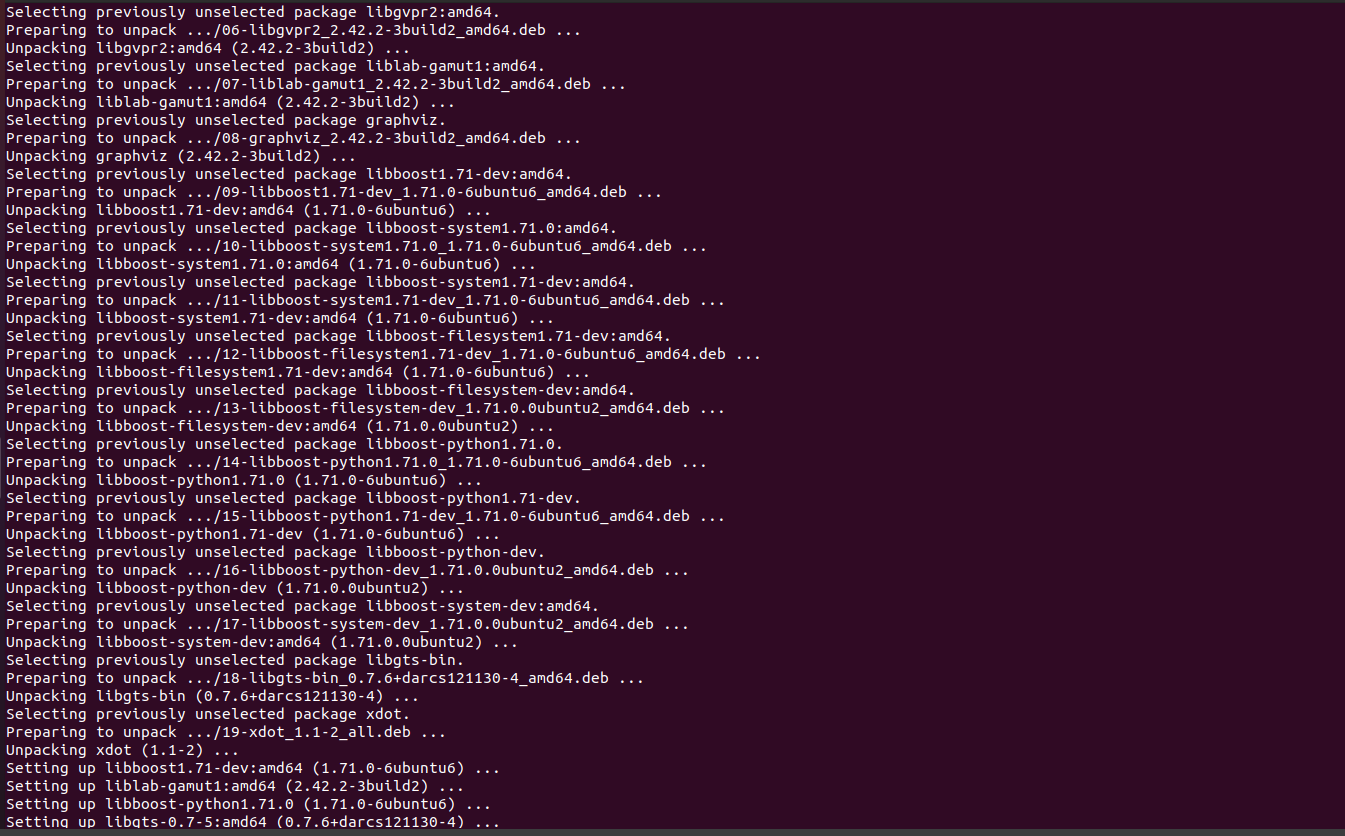 Selecting previously unselected package libgvpr2:amd64.
Preparing to unpack .../06-libgvpr2_2.42.2-3build2_amd64.deb ...
Unpacking libgvpr2:amd64 (2.42.2-3build2) ...
Selecting previously unselected package liblab-gamut1:amd64.
Preparing to unpack .../07-liblab-gamut1_2.42.2-3build2_amd64.deb ...
Unpacking liblab-gamut1:amd64 (2.42.2-3build2) ...
Selecting previously unselected package graphviz.
Preparing to unpack .../08-graphviz_2.42.2-3build2_amd64.deb ...
Unpacking graphviz (2.42.2-3build2) ...
Selecting previously unselected package libboost1.71-dev:amd64.
Preparing to unpack .../09-libboost1.71-dev_1.71.0-6ubuntu6_amd64.deb ...
Unpacking libboost1.71-dev:amd64 (1.71.0-6ubuntu6) ...
Selecting previously unselected package libboost-system1.71.0:amd64.
Preparing to unpack .../10-libboost-system1.71.0_1.71.0-6ubuntu6_amd64.deb ...
Unpacking libboost-system1.71.0:amd64 (1.71.0-6ubuntu6) ...
Selecting previously unselected package libboost-system1.71-dev:amd64.
Preparing to unpack .../11-libboost-system1.71-dev_1.71.0-6ubuntu6_amd64.deb ...
Unpacking libboost-system1.71-dev:amd64 (1.71.0-6ubuntu6) ...
Selecting previously unselected package libboost-filesystem1.71-dev:amd64.
Preparing to unpack .../12-libboost-filesystem1.71-dev_1.71.0-6ubuntu6_amd64.deb ...
Unpacking libboost-filesystem1.71-dev:amd64 (1.71.0-6ubuntu6) ...
Selecting previously unselected package libboost-filesystem-dev:amd64.
Preparing to unpack .../13-libboost-filesystem-dev_1.71.0.0ubuntu2_amd64.deb ...
Unpacking libboost-filesystem-dev:amd64 (1.71.0.0ubuntu2) ...
Selecting previously unselected package libboost-python1.71.0.
Preparing to unpack .../14-libboost-python1.71.0_1.71.0-6ubuntu6_amd64.deb ...
Unpacking libboost-python1.71.0 (1.71.0-6ubuntu6) ...
Selecting previously unselected package libboost-python1.71-dev.
Preparing to unpack .../15-libboost-python1.71-dev_1.71.0-6ubuntu6_amd64.deb ...
Unpacking libboost-python1.71-dev (1.71.0-6ubuntu6) ...
Selecting previously unselected package libboost-python-dev.
Preparing to unpack .../16-libboost-python-dev_1.71.0.0ubuntu2_amd64.deb ...
Unpacking libboost-python-dev (1.71.0.0ubuntu2) ...
Selecting previously unselected package libboost-system-dev:amd64.
Preparing to unpack .../17-libboost-system-dev_1.71.0.0ubuntu2_amd64.deb ...
Unpacking libboost-system-dev:amd64 (1.71.0.0ubuntu2) ...
Selecting previously unselected package libgts-bin.
Preparing to unpack .../18-libgts-bin_0.7.6+darcs121130-4_amd64.deb ...
Unpacking libgts-bin (0.7.6+darcs121130-4) ...
Selecting previously unselected package xdot.
Preparing to unpack .../19-xdot_1.1-2_all.deb ...
Unpacking xdot (1.1-2) ...
Setting up libboost1.71-dev:amd64 (1.71.0-6ubuntu6) ...
Setting up liblab-gamut1:amd64 (2.42.2-3build2) ...
Setting up libboost-python1.71.0 (1.71.0-6ubuntu6) ...
Setting up libgts-0.7-5:amd64 (0.7.6+darcs121130-4) ...